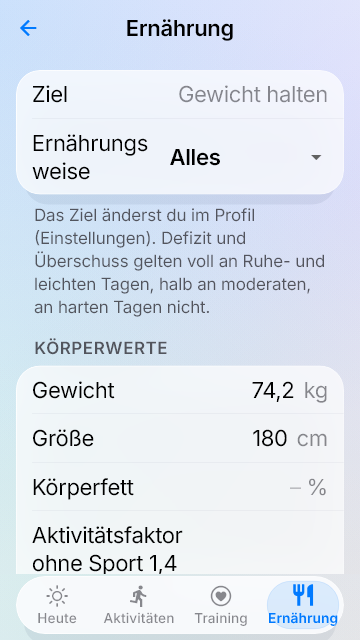 Ernährung
Ziel Gewicht halten
Ernährungs
weise Alles
Das Ziel änderst du im Profil
(Einstellungen). Defizit und
Überschuss gelten voll an Ruhe- und
leichten Tagen, halb an moderaten,
an harten Tagen nicht.
KÖRPERWERTE
Gewicht 74,2 kg
Größe 180 cm
Körperfett – %
Aktivitätsfaktor
ohne Sport 1,4
Heute Aktivitäten Training Ernährung